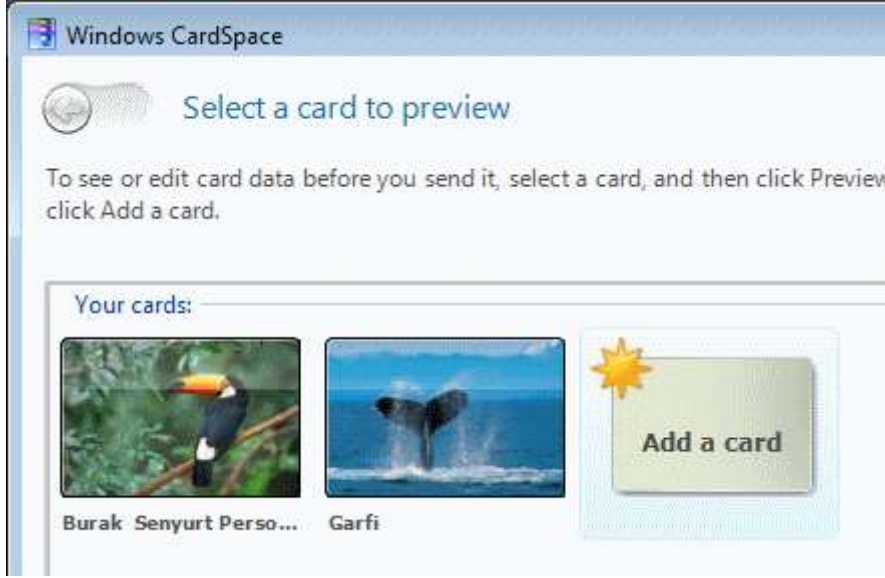 Windows CardSpace
Select a card to preview
To see or edit card data before you send it, select a card, and then click Preview
click Add a card.
Your cards:
Add a card
Burak Senyurt Perso...
Garfi